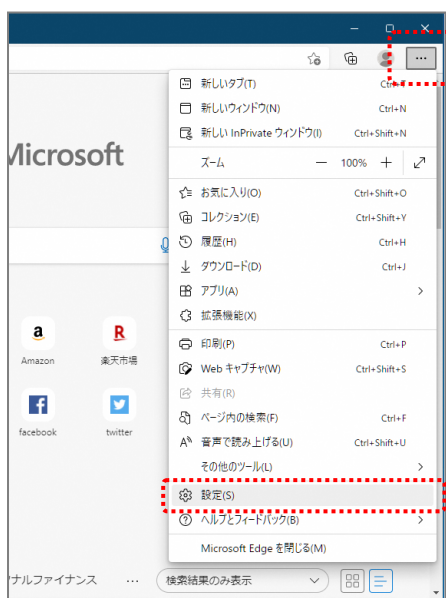 新しいタブ(T)
新しいウィンドウ(N) Ctrl+N
新しい InPrivate ウィンドウ(I) Ctrl+Shift+N
Microsoft
ズーム — 100% +
お気に入り(O) Ctrl+Shift+O
コレクション(E) Ctrl+Shift+Y
履歴(H) Ctrl+H
ダウンロード(D) Ctrl+J
アプリ(A)
拡張機能(X)
印刷(P) Ctrl+P
Web キャプチャ(W) Ctrl+Shift+S
共有(R)
ページ内の検索(F) Ctrl+F
音声で読み上げる(U) Ctrl+Shift+U
その他のツール(L)
設定(S)
ヘルプとフィードバック(B)
Microsoft Edge を閉じる(M)
Amazon 楽天市場
facebook twitter
ナルファイナンス ... 検索結果のみ表示